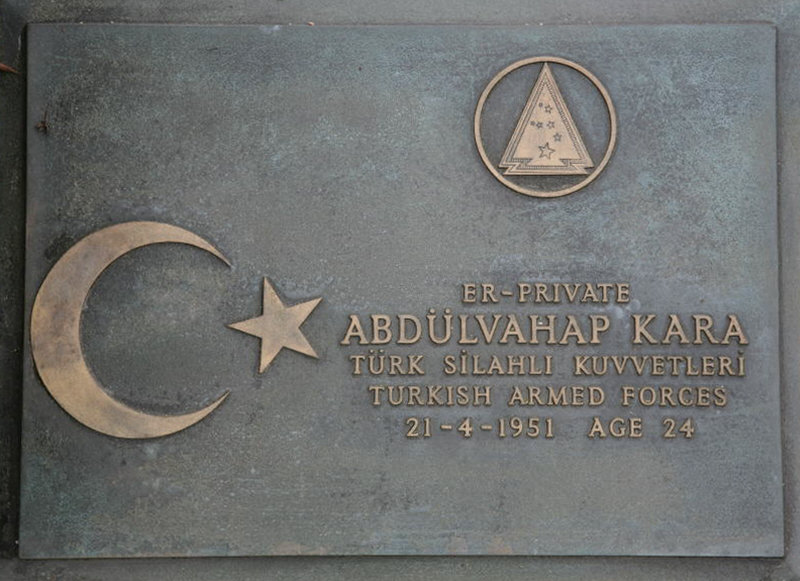 ER-PRIVATE
ABDÜLVAHAP KARA
TÜRK SİLAHLI KUVVETLERİ
TURKISH ARMED FORCES
21-4-1951 AGE 24